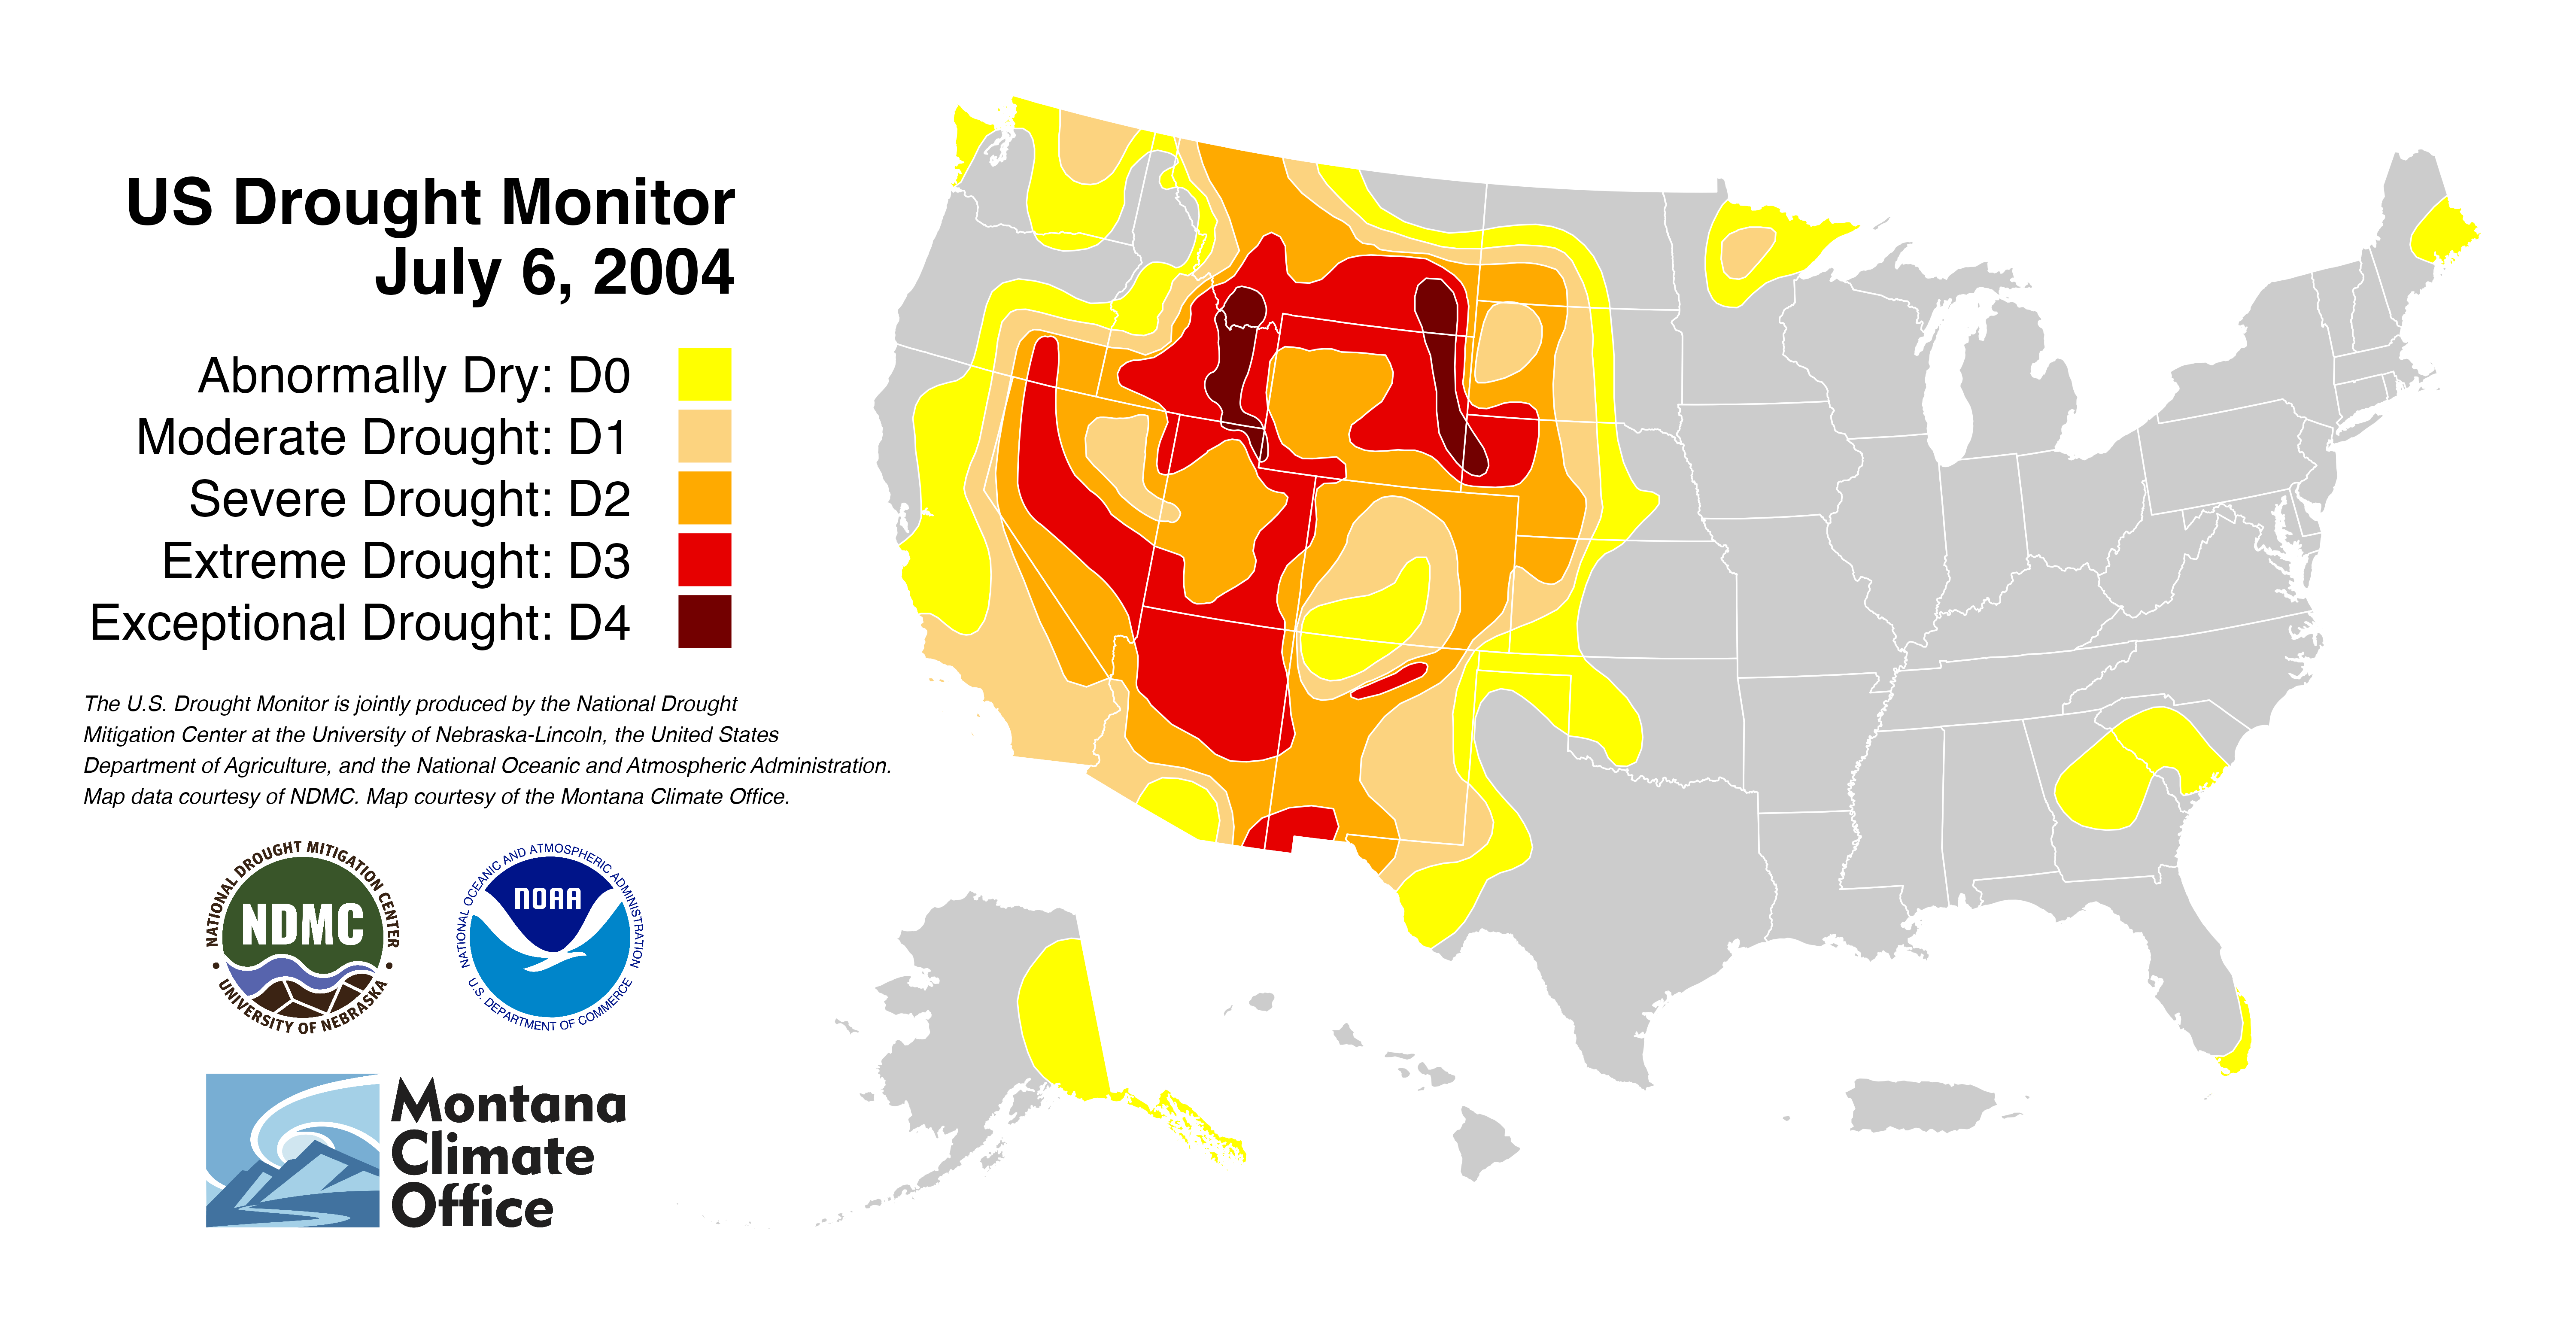 US Drought Monitor
July 6, 2004
Abnormally Dry: D0
Moderate Drought: D1
Severe Drought: D2
Extreme Drought: D3
Exceptional Drought: D4
The U.S. Drought Monitor is jointly produced by the National Drought
Mitigation Center at the University of Nebraska-Lincoln, the United States
Department of Agriculture, and the National Oceanic and Atmospheric Administration.
Map data courtesy of NDMC. Map courtesy of the Montana Climate Office.
NATIONAL DROUGHT MITIGATION CENTER
NDMC
• UNIVERSITY OF NEBRASKA •
NATIONAL OCEANIC AND ATMOSPHERIC ADMINISTRATION
NOAA
U.S. DEPARTMENT OF COMMERCE
Montana
Climate
Office